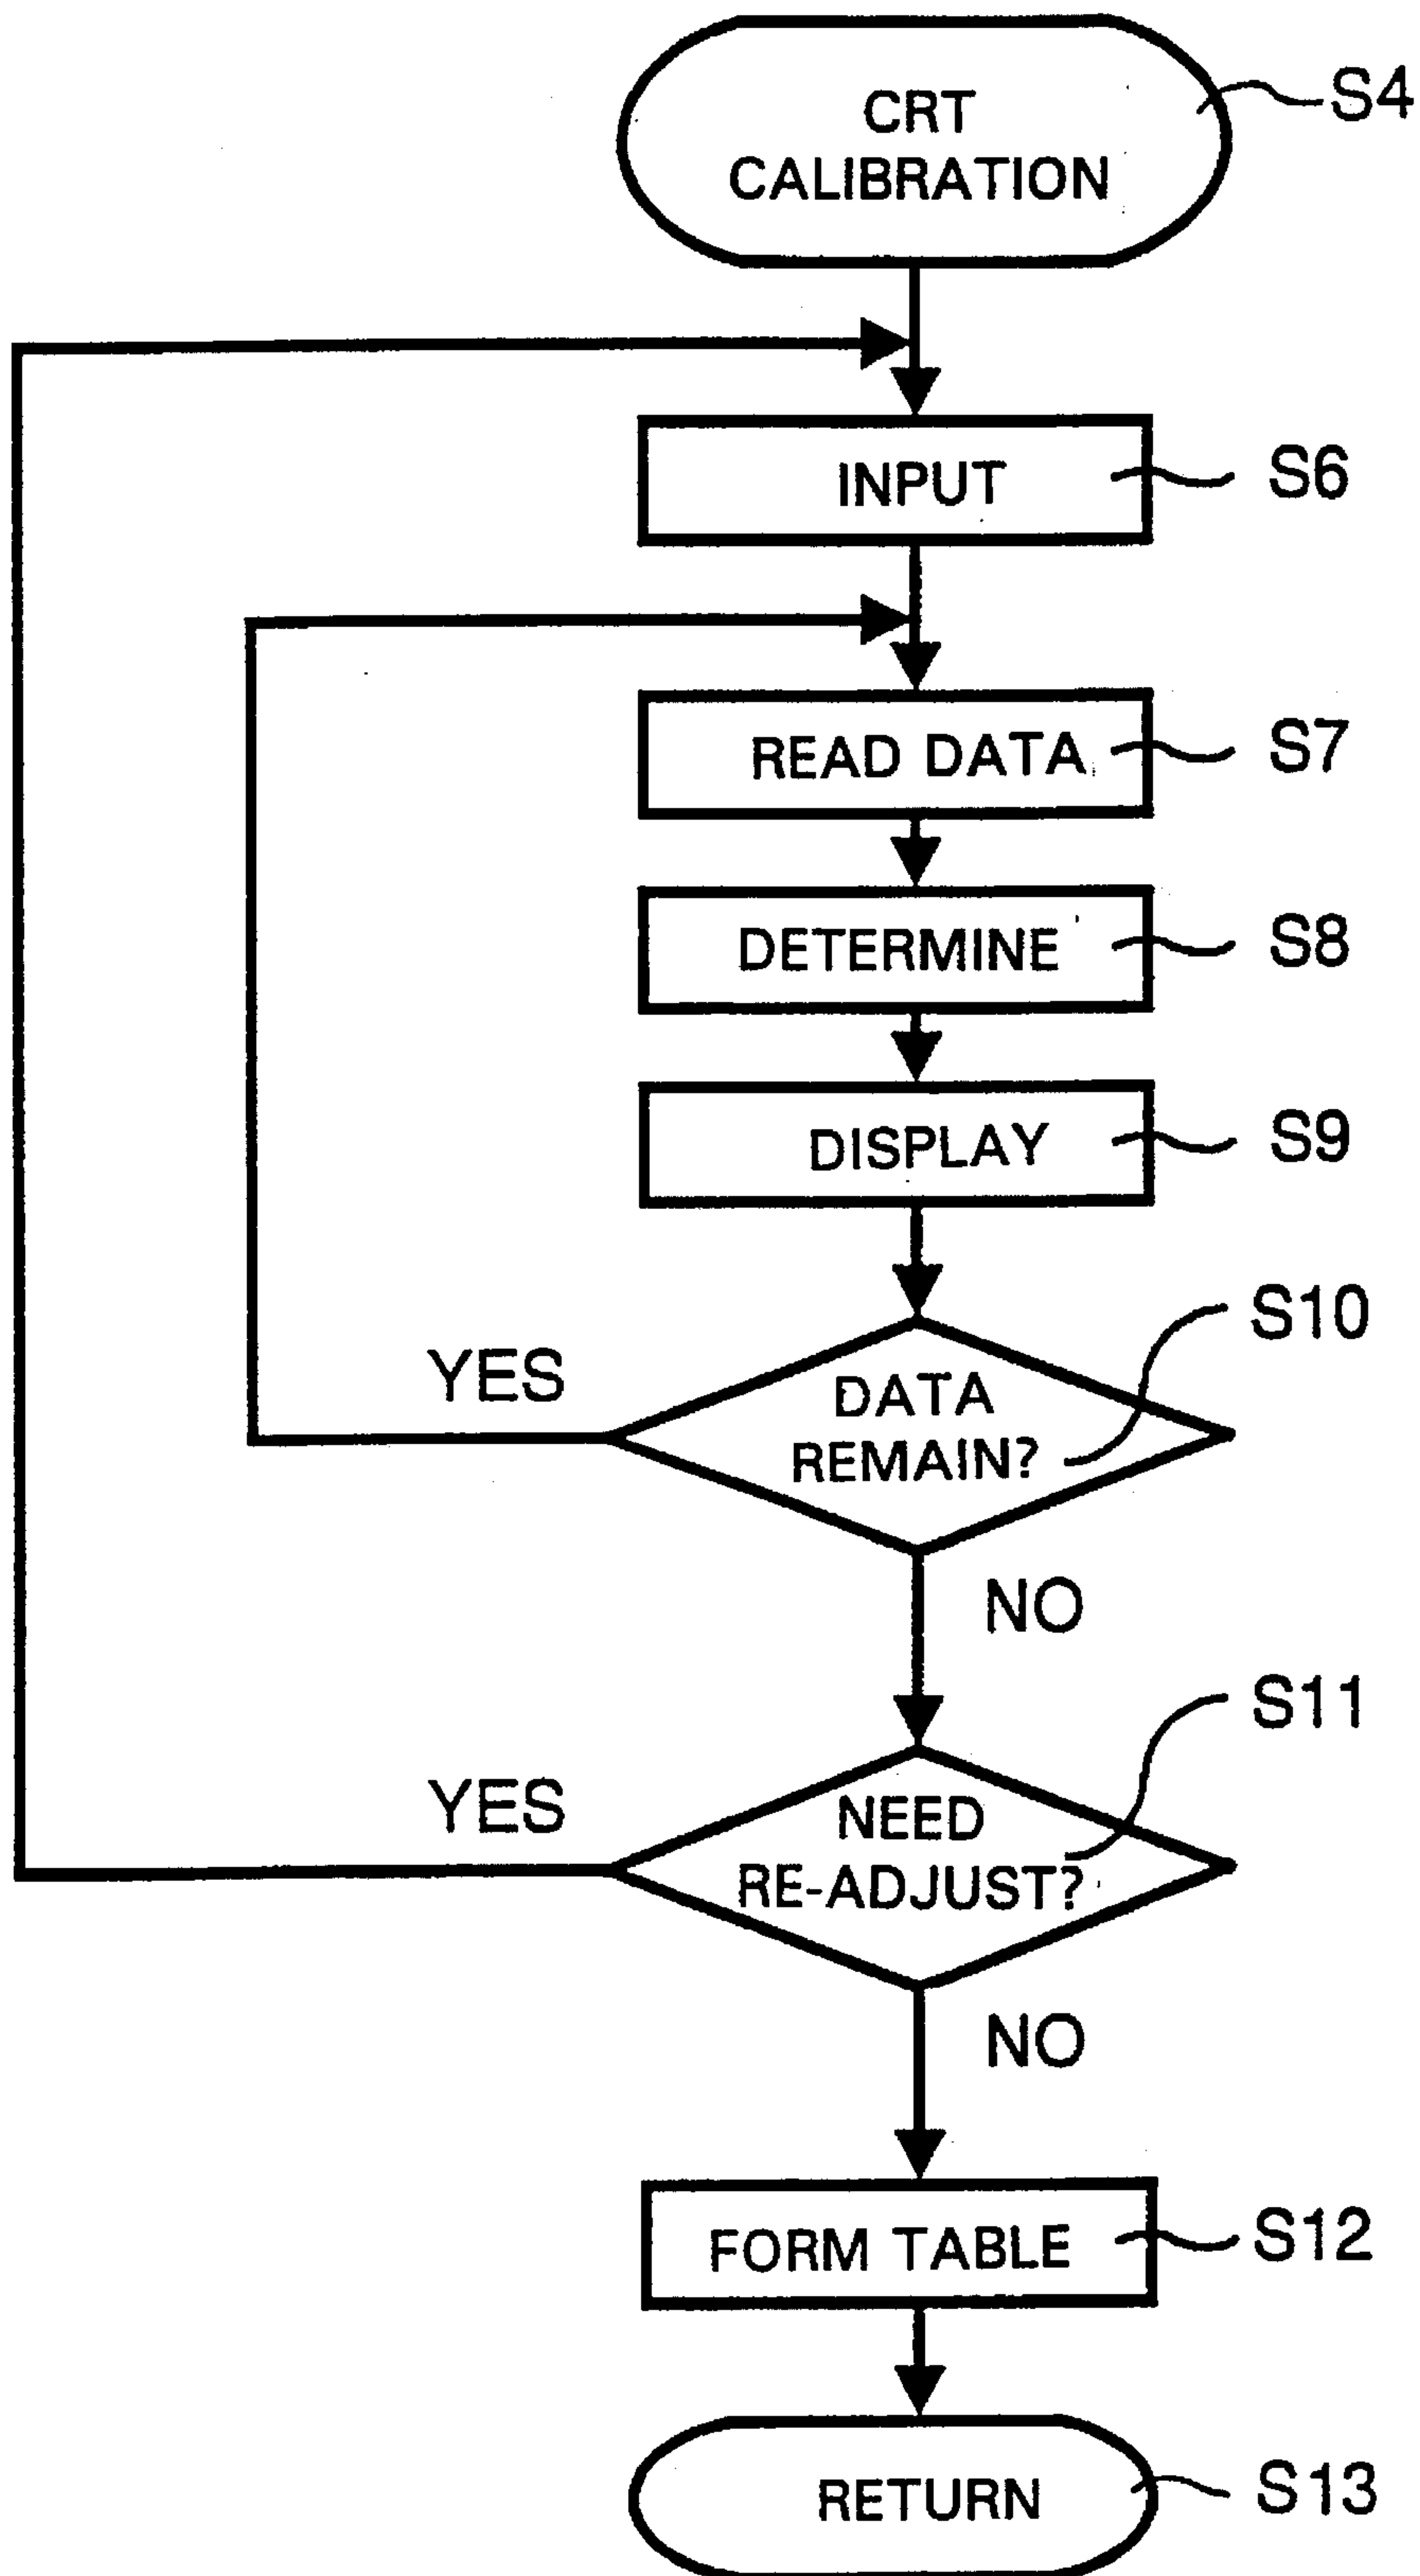 CRT
CALIBRATION
S4
INPUT
S6
READ DATA
S7
DETERMINE
S8
DISPLAY
S9
S10
YES
DATA
REMAIN?
NO
S11
YES
NEED
RE-ADJUST?
NO
FORM TABLE
S12
RETURN
S13